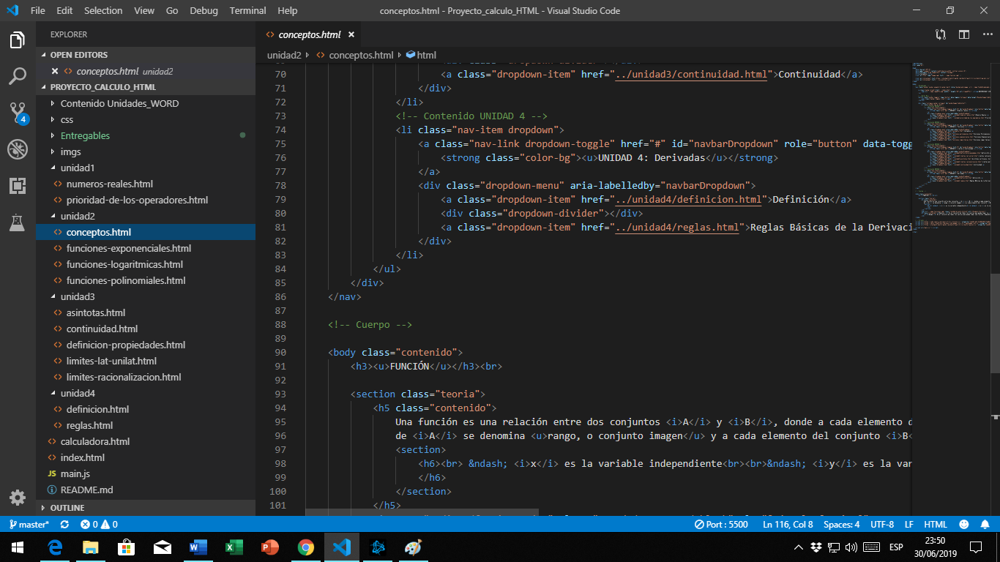 File Edit Selection View Go Debug Terminal Help
conceptos.html - Proyecto_calculo_HTML - Visual Studio Code
EXPLORER
OPEN EDITORS
conceptos.html unidad2
PROYECTO_CALCULO_HTML
Contenido Unidades_WORD
css
Entregables
imgs
unidad1
numeros-reales.html
prioridad-de-los-operadores.html
unidad2
conceptos.html
funciones-exponenciales.html
funciones-logaritmicas.html
funciones-polinomiales.html
unidad3
asintotas.html
continuidad.html
definicion-propiedades.html
limites-lat-unilat.html
limites-racionalizacion.html
unidad4
definicion.html
reglas.html
calculadora.html
index.html
JS main.js
README.md
OUTLINE
4
conceptos.html
unidad2 conceptos.html html
70 <a class="dropdown-item" href="../unidad3/continuidad.html">Continuidad</a>
71 </div>
72 </li>
73 <!-- Contenido UNIDAD 4 -->
74 <li class="nav-item dropdown">
75 <a class="nav-link dropdown-toggle" href="#" id="navbarDropdown" role="button" data-togg
76 <strong class="color-bg"><u>UNIDAD 4: Derivadas</u></strong>
77 </a>
78 <div class="dropdown-menu" aria-labelledby="navbarDropdown">
79 <a class="dropdown-item" href="../unidad4/definicion.html">Definición</a>
80 <div class="dropdown-divider"></div>
81 <a class="dropdown-item" href="../unidad4/reglas.html">Reglas Básicas de la Derivaci
82 </div>
83 </li>
84 </ul>
85 </div>
86 </nav>
87
88 <!-- Cuerpo -->
89
90 <body class="contenido">
91 <h3><u>FUNCIÓN</u></h3><br>
92
93 <section class="teoria">
94 <h5 class="contenido">
95 Una función es una relación entre dos conjuntos <i>A</i> y <i>B</i>, donde a cada elemento d
96 de <i>A</i> se denomina <u>rango, o conjunto imagen</u> y a cada elemento del conjunto <i>B<
97 <section>
98 <h6><br> &ndash; <i>x</i> es la variable independiente<br><br>&ndash; <i>y</i> es la var
99 </h6>
100 </section>
101 </h5>
master* 0 0
Port : 5500 Ln 116, Col 8 Spaces: 4 UTF-8 LF HTML
ESP
23:50
30/06/2019